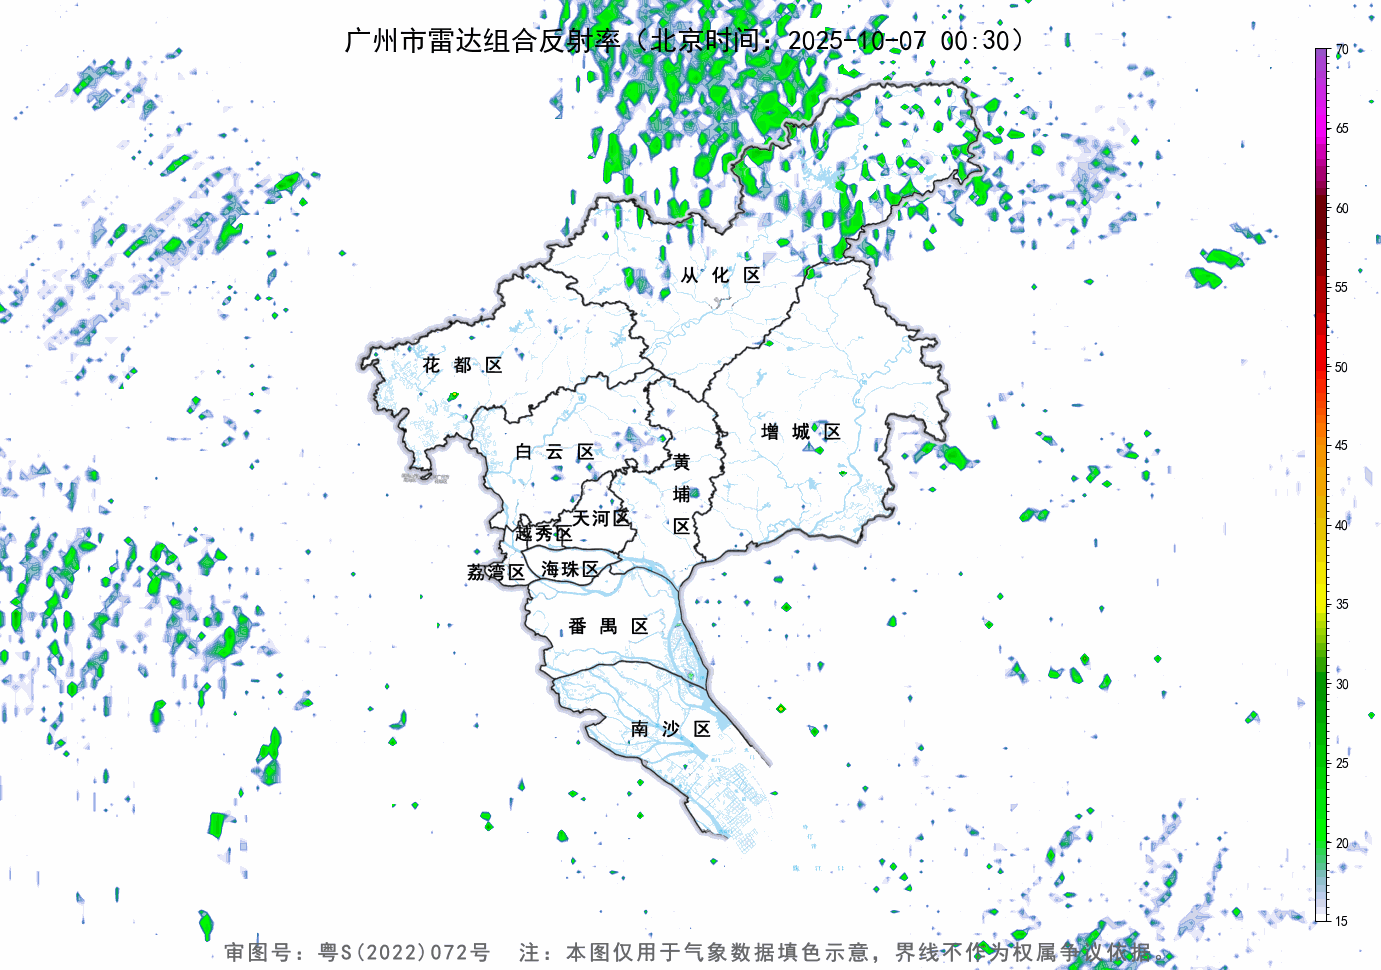 广州市雷达组合反射率（北京时间：2025-10-07 00:30）
70
65
60
55
50
45
40
35
30
25
20
15
从化区
花都区
增城区
白云区
黄埔区
天河区
越秀区
海珠区
荔湾区
番禺区
南沙区
审图号：粤S(2022)072号 注：本图仅用于气象数据填色示意，界线不作为权属争议依据。